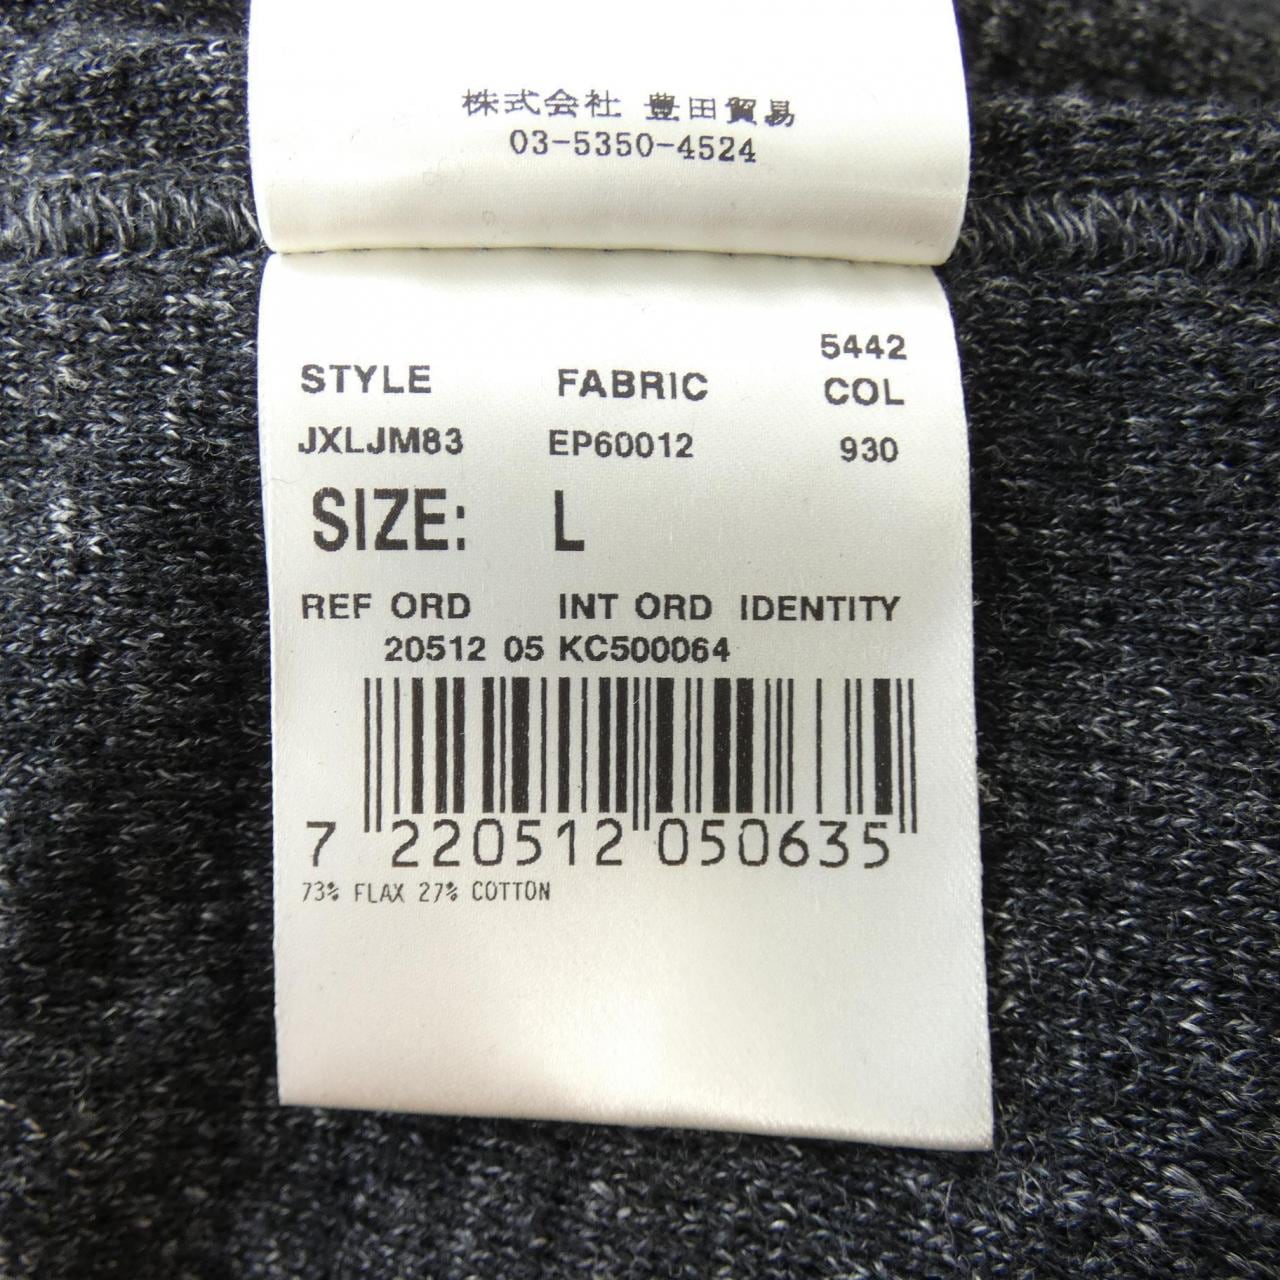 株式会社 豊田貿易
03-5350-4524
5442
STYLE FABRIC COL
JXLJM83 EP60012 930
SIZE: L
REF ORD INT ORD IDENTITY
20512 05 KC500064
7 220512 050635
73% FLAX 27% COTTON